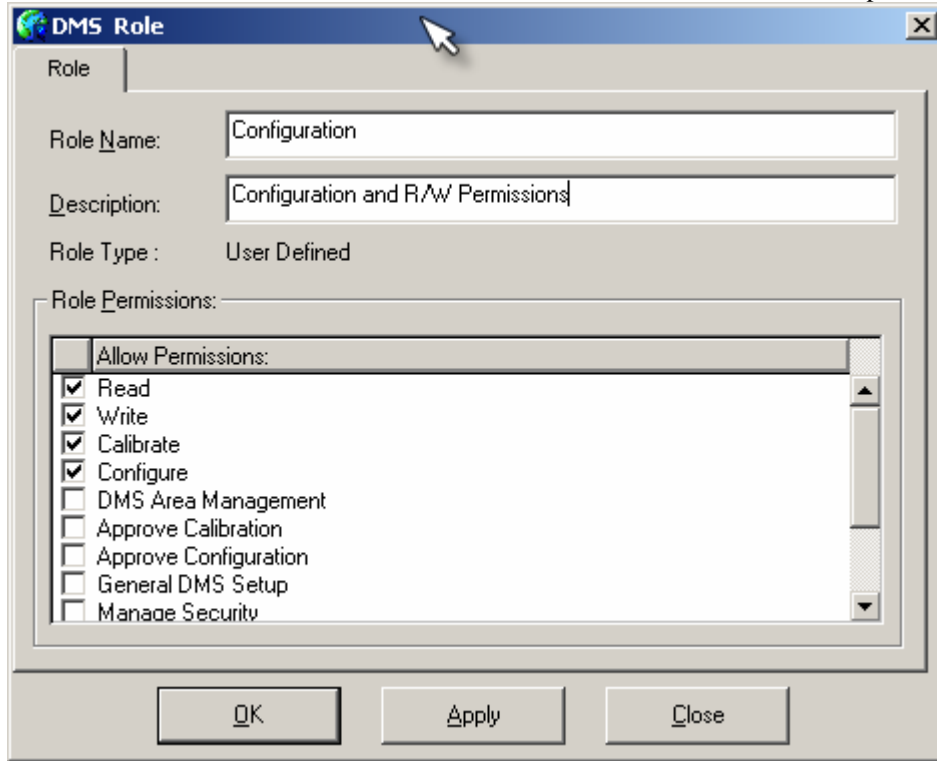 DMS Role
Role
Role Name:
Configuration
Description:
Configuration and R/W Permissions
Role Type :
User Defined
Role Permissions:
Allow Permissions:
Read
Write
Calibrate
Configure
DMS Area Management
Approve Calibration
Approve Configuration
General DMS Setup
Manage Security
OK
Apply
Close